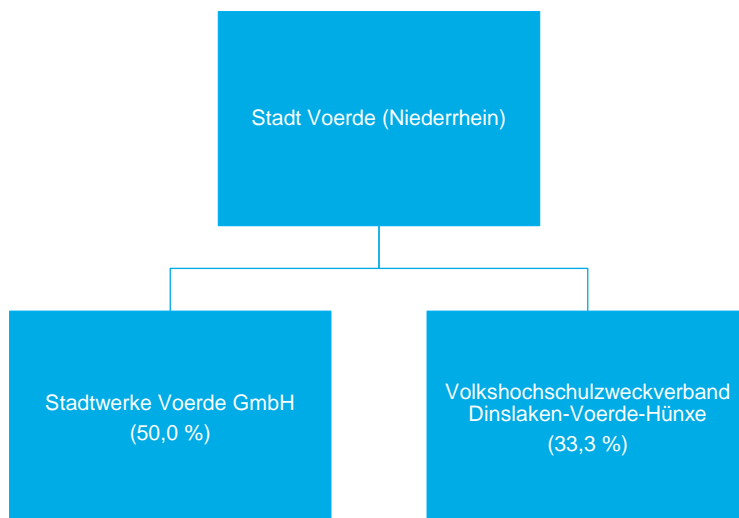 Stadt Voerde (Niederrhein)
Stadtwerke Voerde GmbH
(50,0 %)
Volkshochschulzweckverband
Dinslaken-Voerde-Hünxe
(33,3 %)